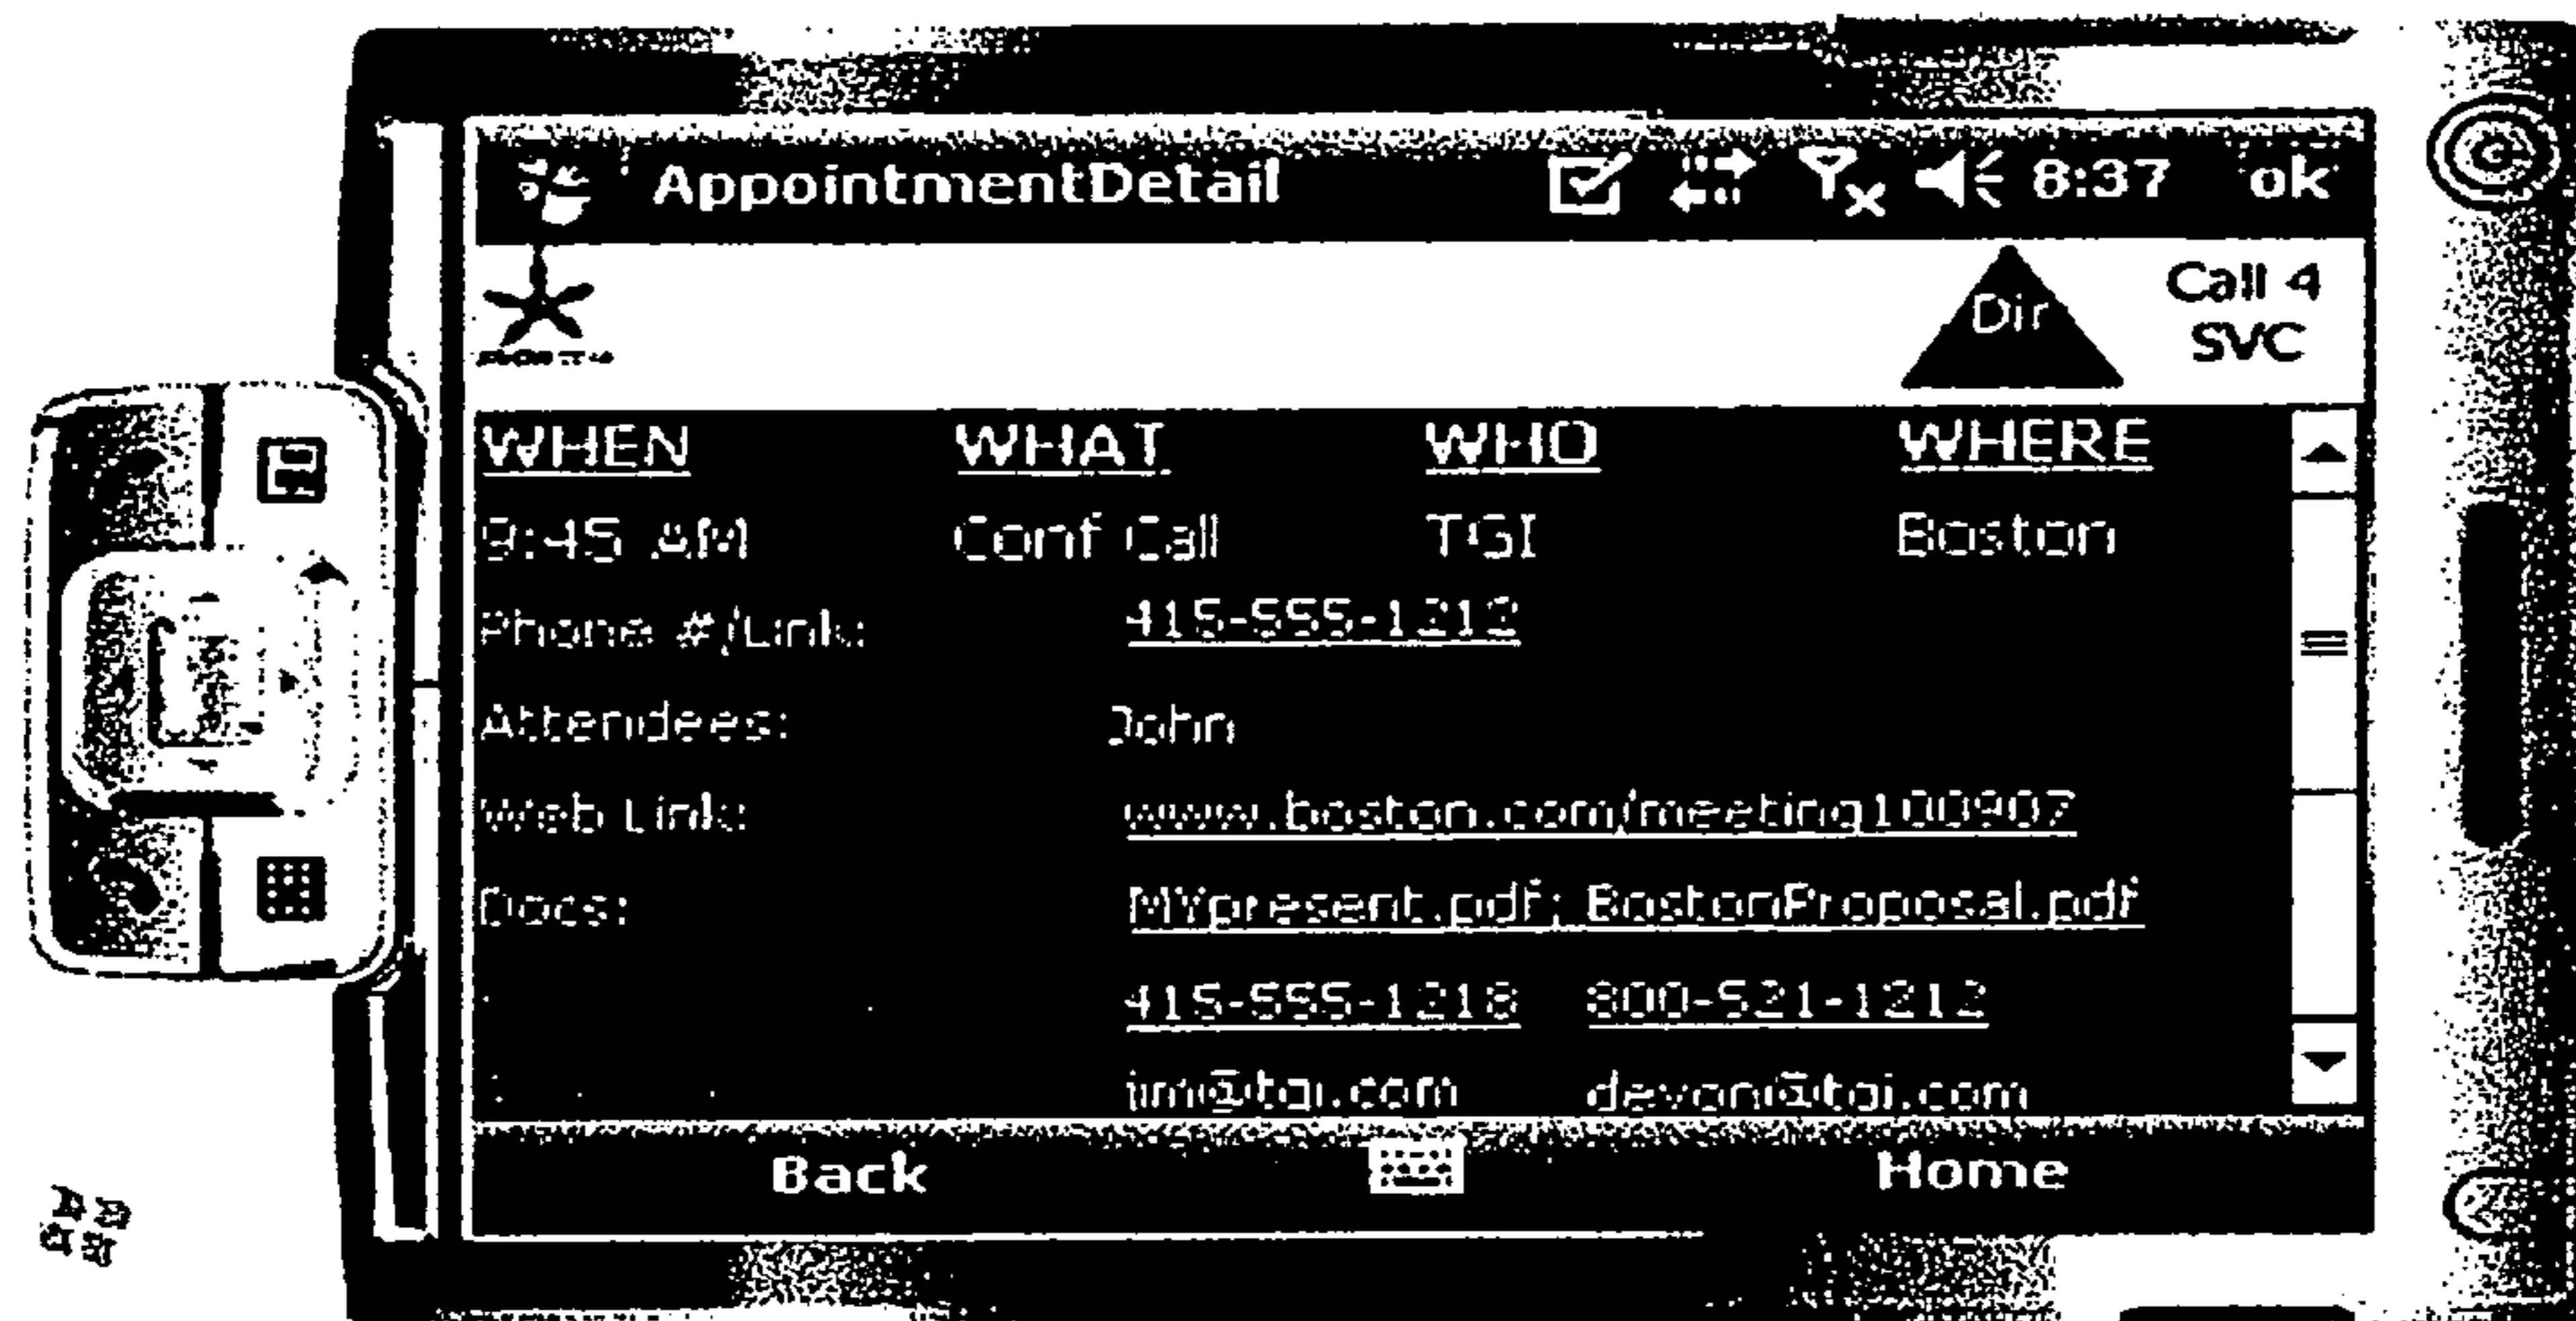 AppointmentDetail 8:37 ok
Dir
Call 4
SVC
WHEN WHAT WHO WHERE
9:45 AM Conf Call TGI Boston
Phone #/Link: 415-555-1212
Attendees: John
Web Link: www.boston.com/meeting100907
Docs: MYpresent.pdf; BostonProposal.pdf
415-555-1218 800-521-1212
jim@tgi.com devon@tgi.com
Back Home